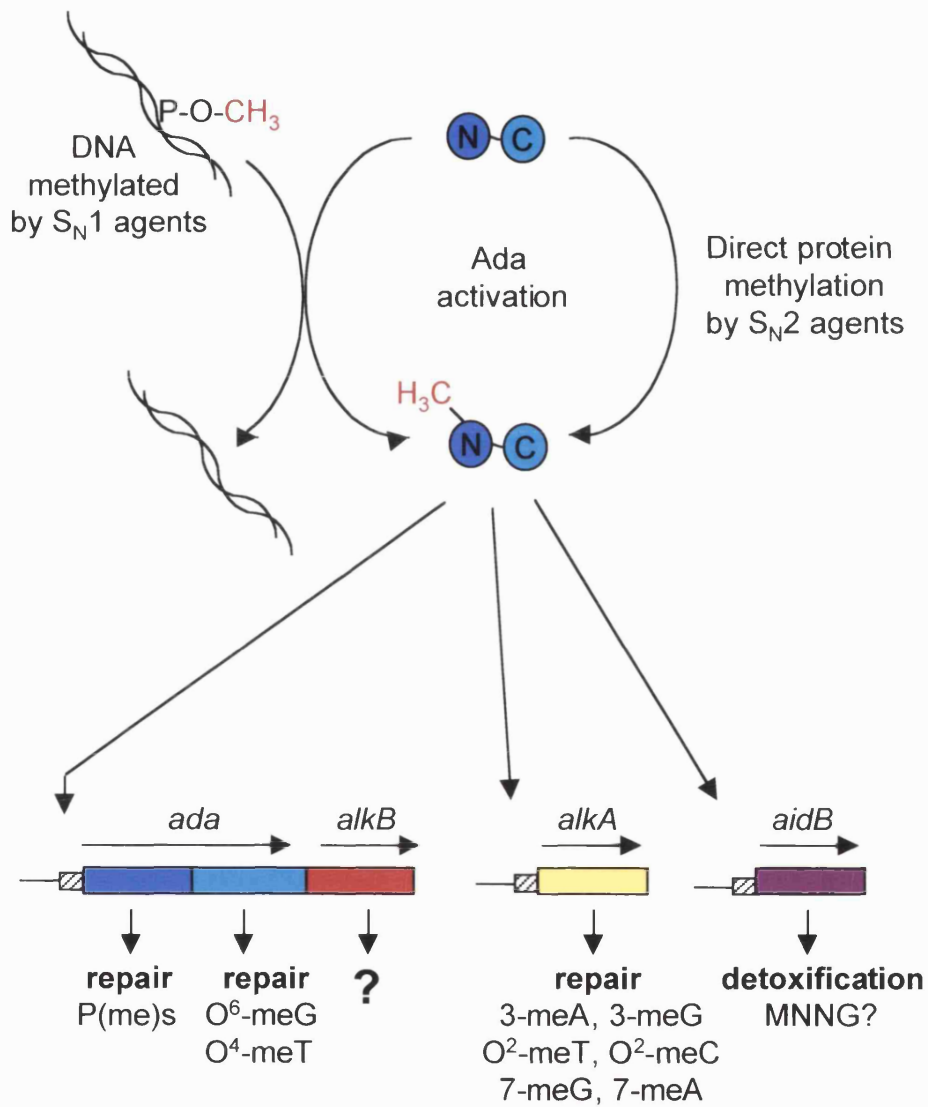 P-O-CH₃
DNA
methylated
by SN1 agents
N C
Ada
activation
Direct protein
methylation
by SN2 agents
H₃C
N C
ada alkB alkA aidB
repair repair ? repair detoxification
P(me)s O⁶-meG 3-meA, 3-meG MNNG?
O⁴-meT O²-meT, O²-meC
7-meG, 7-meA